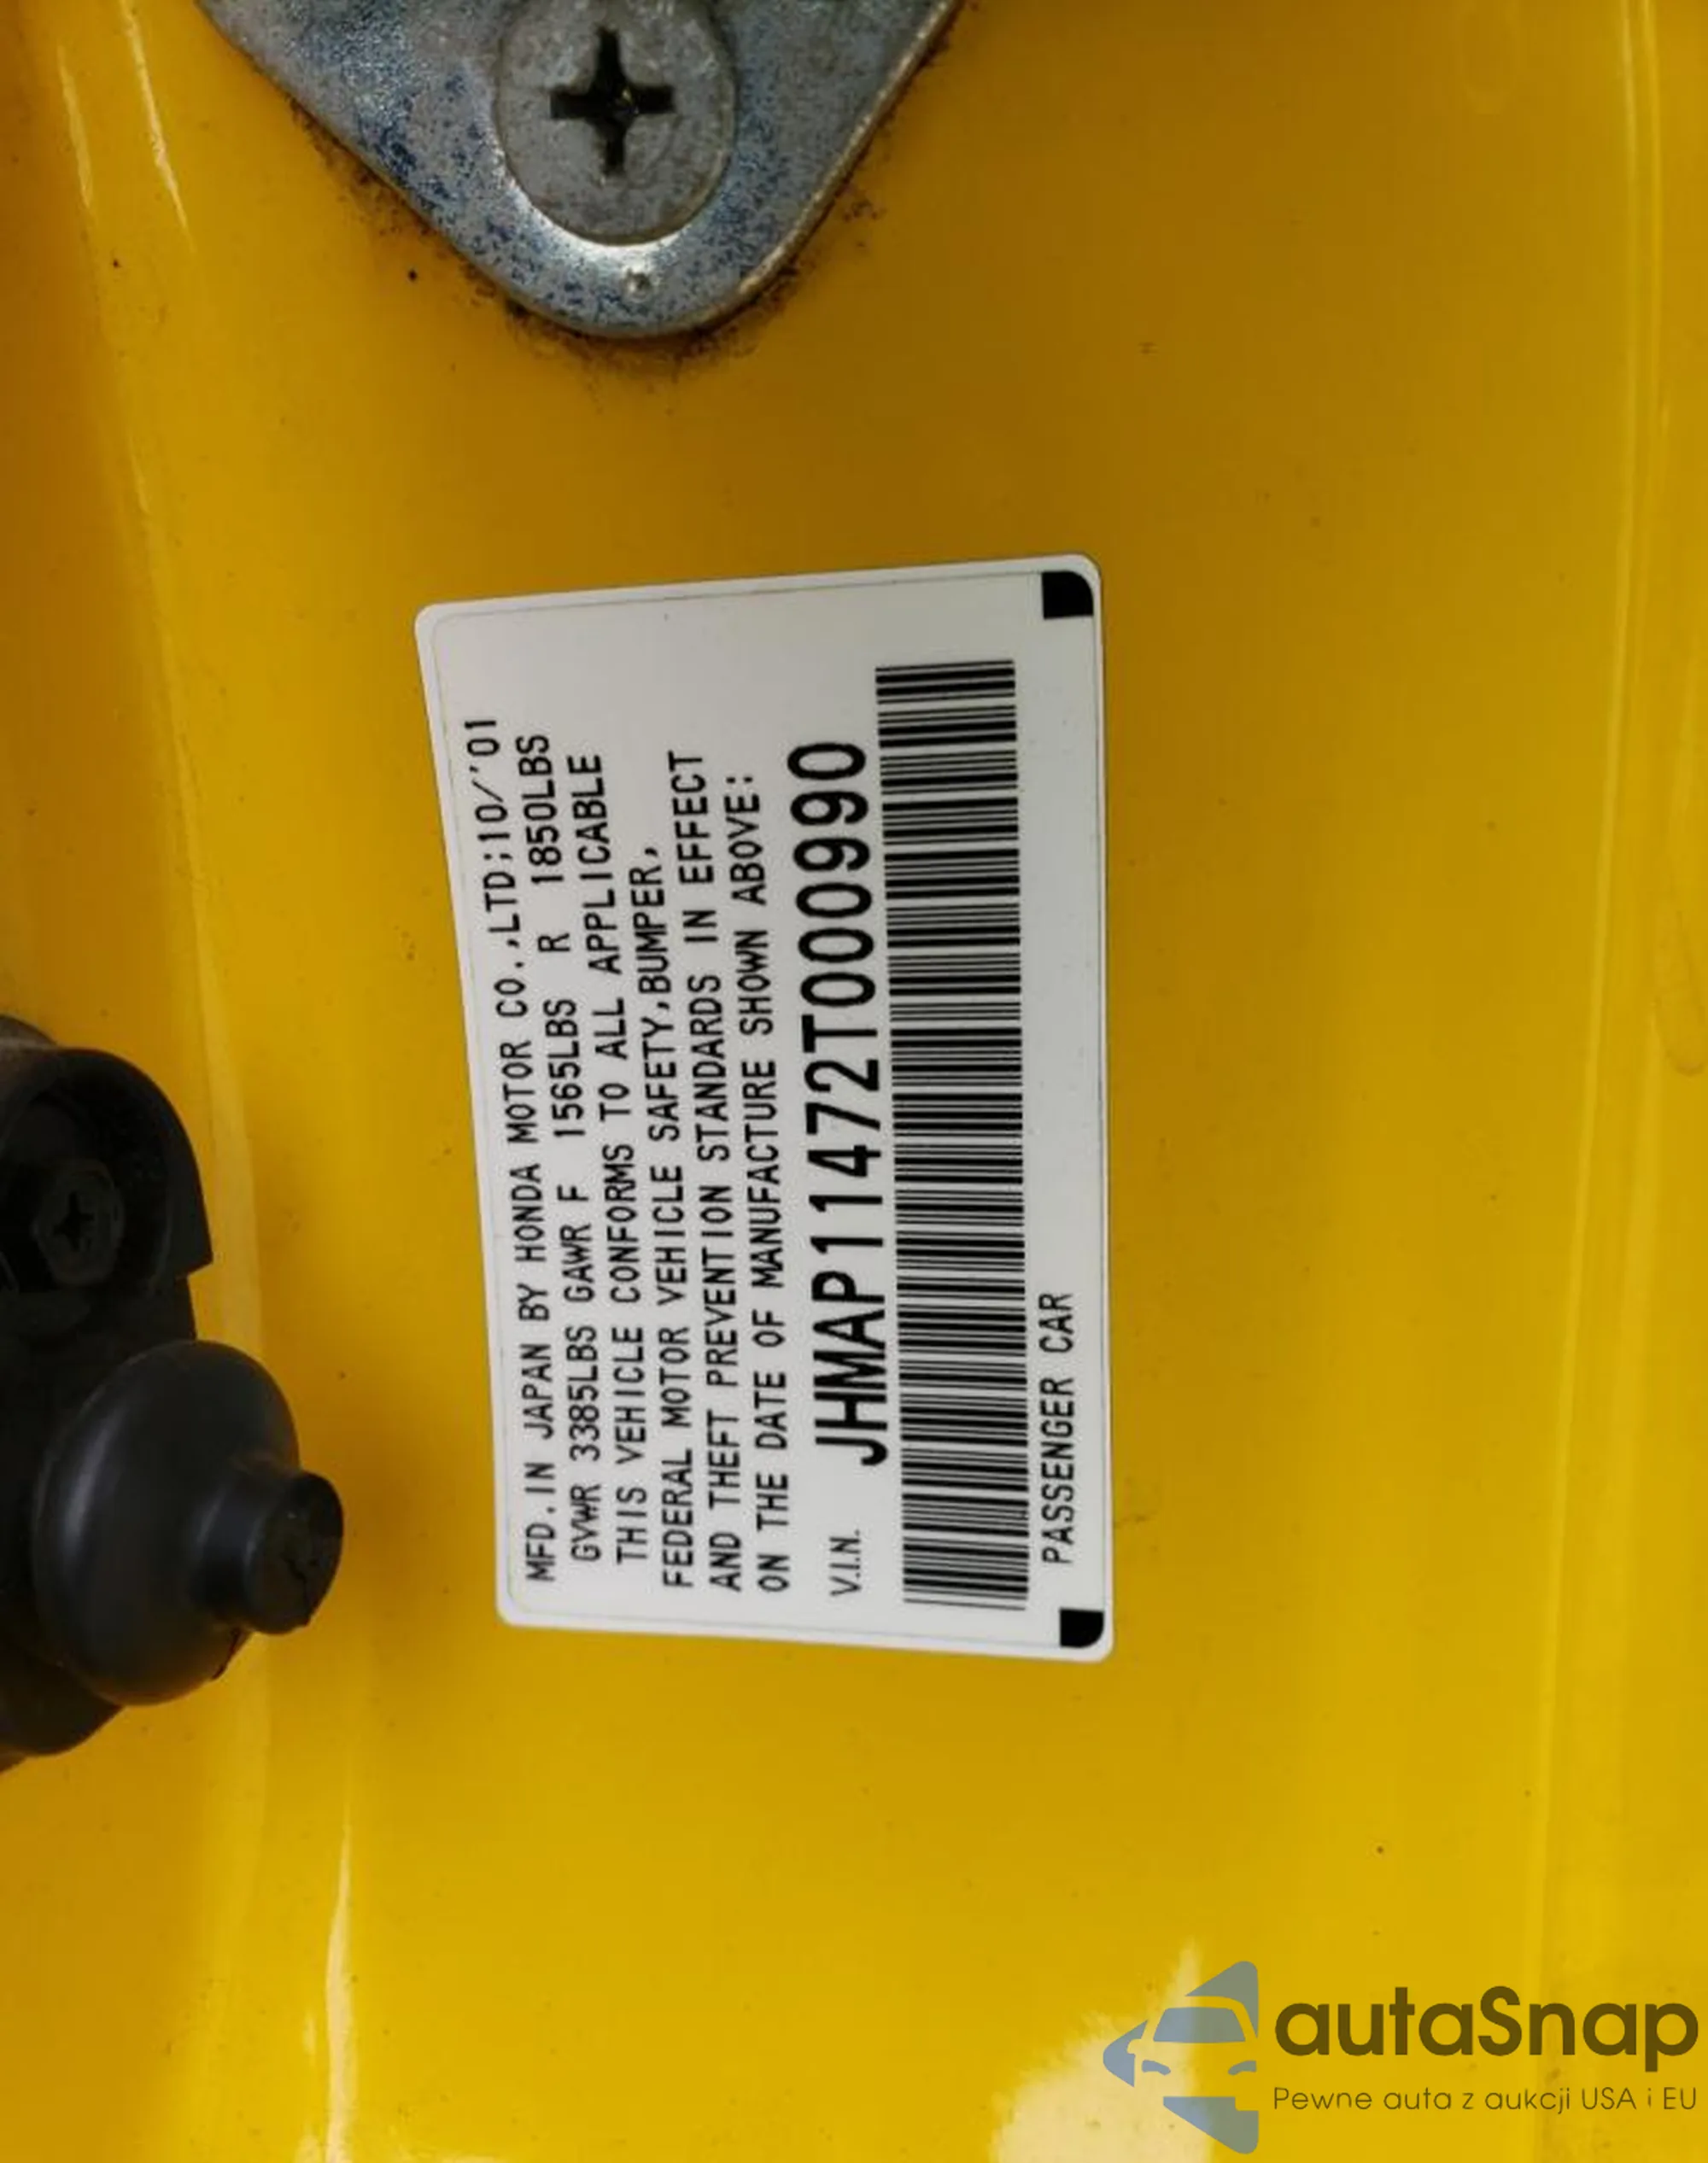 MFD.IN JAPAN BY HONDA MOTOR CO.,LTD;10/'01
GVWR 3385LBS GAWR F 1565LBS R 1850LBS
THIS VEHICLE CONFORMS TO ALL APPLICABLE
FEDERAL MOTOR VEHICLE SAFETY,BUMPER,
AND THEFT PREVENTION STANDARDS IN EFFECT
ON THE DATE OF MANUFACTURE SHOWN ABOVE:
V.I.N. JHMAP11472T000990
PASSENGER CAR
autaSnap
Pewne auta z aukcji USA i EU